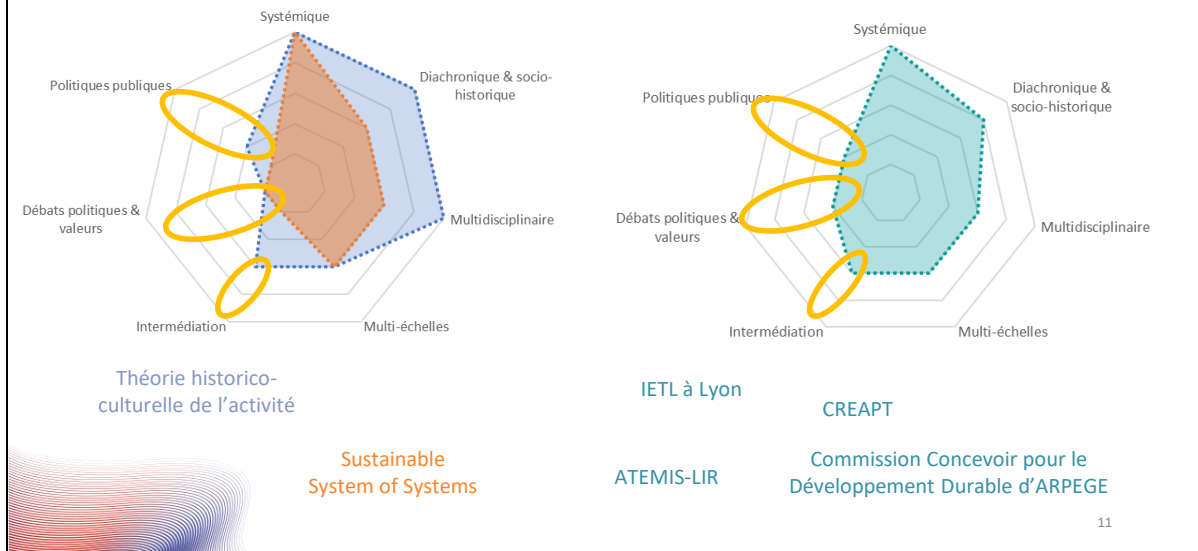 Systémique
Politiques publiques
Diachronique & socio-
historique
Débats politiques &
valeurs
Multidisciplinaire
Intermédiation
Multi-échelles
Systémique
Politiques publiques
Diachronique &
socio-historique
Débats politiques &
valeurs
Multidisciplinaire
Intermédiation
Multi-échelles
Théorie historico-
culturelle de l’activité
Sustainable
System of Systems
IETL à Lyon
CREAPT
ATEMIS-LIR
Commission Concevoir pour le
Développement Durable d’ARPEGE
11